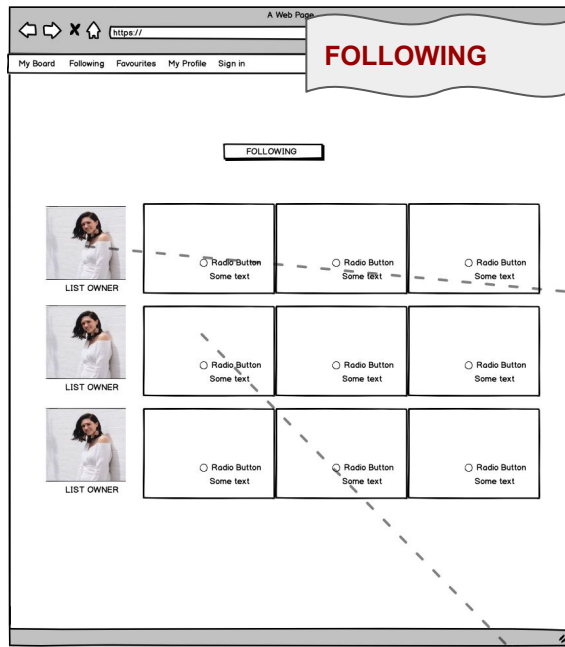 A Web Page
https://
FOLLOWING
My Board Following Favourites My Profile Sign in
FOLLOWING
Radio Button Radio Button Radio Button
Some text Some text Some text
LIST OWNER
Radio Button Radio Button Radio Button
Some text Some text Some text
LIST OWNER
Radio Button Radio Button Radio Button
Some text Some text Some text
LIST OWNER